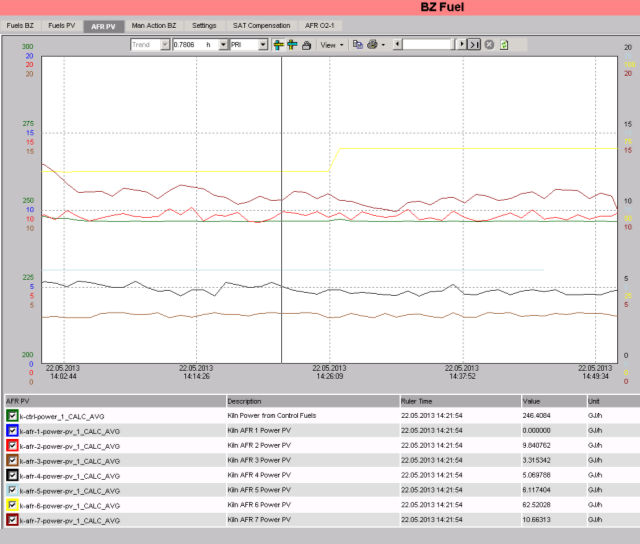 BZ Fuel
Fuels BZ Fuels PV AFR PV Man Action BZ Settings SAT Compensation AFR O2-1
Trend 0.7806 h PRI View
300 20
20
20
20
275 15
15 15
15
15
250 10
10
10 10
10
225 5
5
5 5
5
200 0
0
0
0 0
22.05.2013 22.05.2013 22.05.2013 22.05.2013 22.05.2013
14:02:44 14:14:26 14:26:09 14:37:52 14:49:34
AFR PV Description Ruler Time Value Unit
k-ctrl-power_1_CALC_AVG Kiln Power from Control Fuels 22.05.2013 14:21:54 246.4084 GJ/h
k-afr-1-power-pv_1_CALC_AVG Kiln AFR 1 Power PV 22.05.2013 14:21:54 0.000000 GJ/h
k-afr-2-power-pv_1_CALC_AVG Kiln AFR 2 Power PV 22.05.2013 14:21:54 9.840762 GJ/h
k-afr-3-power-pv_1_CALC_AVG Kiln AFR 3 Power PV 22.05.2013 14:21:54 3.315342 GJ/h
k-afr-4-power-pv_1_CALC_AVG Kiln AFR 4 Power PV 22.05.2013 14:21:54 5.069788 GJ/h
k-afr-5-power-pv_1_CALC_AVG Kiln AFR 5 Power PV 22.05.2013 14:21:54 6.117404 GJ/h
k-afr-6-power-pv_1_CALC_AVG Kiln AFR 6 Power PV 22.05.2013 14:21:54 62.52028 GJ/h
k-afr-7-power-pv_1_CALC_AVG Kiln AFR 7 Power PV 22.05.2013 14:21:54 10.66313 GJ/h